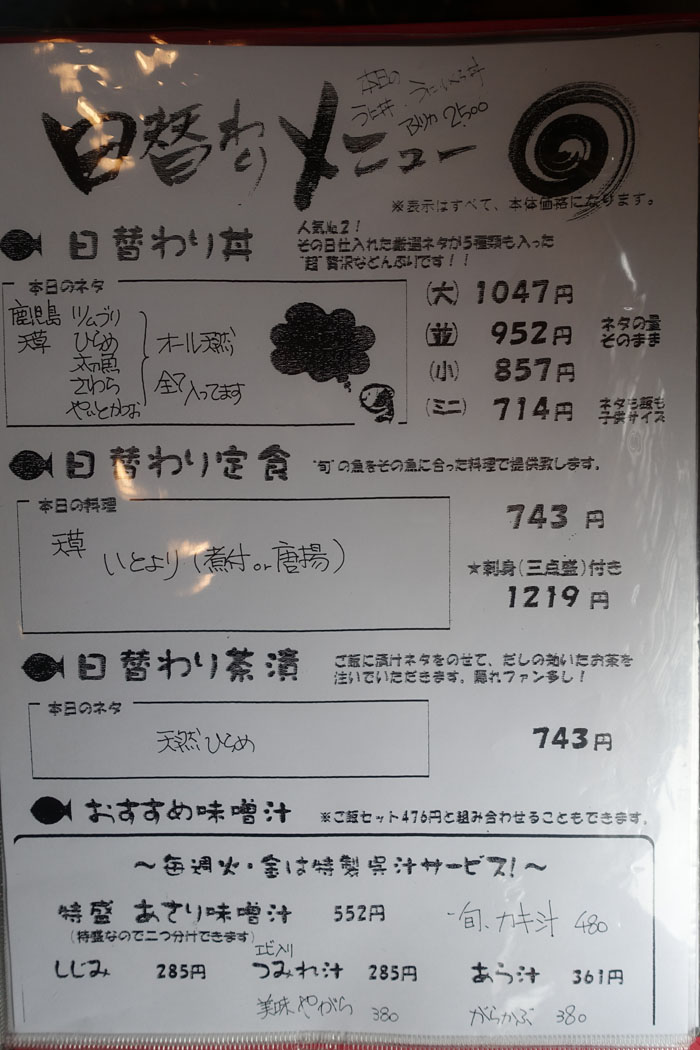 日替わりメニュー
本日の
うに丼
2500
※表示はすべて、本体価格になります。
日替わり丼
人気No.2!
その日仕入れた厳選ネタが5種類も入った
"超"贅沢などんぶりです!!
本日のネタ
鹿児島 ツムブリ
天草 ひらめ
太刀魚
さわら
やいとがつお
オール天然
全て入ってます
(大) 1047円
(並) 952円 ネタの量そのまま
(小) 857円
(ミニ) 714円 ネタも飯も子供サイズ
日替わり定食 "旬"の魚をその魚に合った料理で提供致します。
本日の料理
天草
いとより(煮付or唐揚)
743円
★刺身(三点盛)付き
1219円
日替わり茶漬
ご飯に漬けネタをのせて、だしの効いたお茶を
注いでいただきます。隠れファン多し!
本日のネタ
天然ひらめ
743円
おすすめ味噌汁 ※ご飯セット476円と組み合わせることもできます。
～毎週火・金は特製呉汁サービス!～
特盛 あさり味噌汁 552円
(特盛なので二つ分けできます)
旬、カキ汁 480
しじみ 285円
エビ入り
つみれ汁 285円
あら汁 361円
美味やがら 380
がらかぶ 380